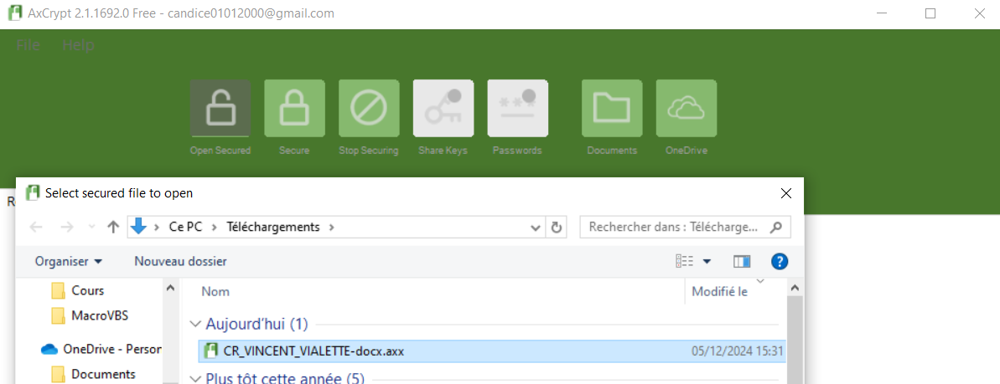 AxCrypt 2.1.1692.0 Free - candice01012000@gmail.com
File Help
Open Secured Secure Stop Securing Share Keys Passwords Documents OneDrive
Select secured file to open
Ce PC Téléchargements
Rechercher dans : Télécharge...
Organiser Nouveau dossier
Nom Modifié le
Cours
MacroVBS
OneDrive - Person
Documents
Aujourd'hui (1)
CR_VINCENT_VIALETTE-docx.axx 05/12/2024 15:31
Plus tôt cette année (5)